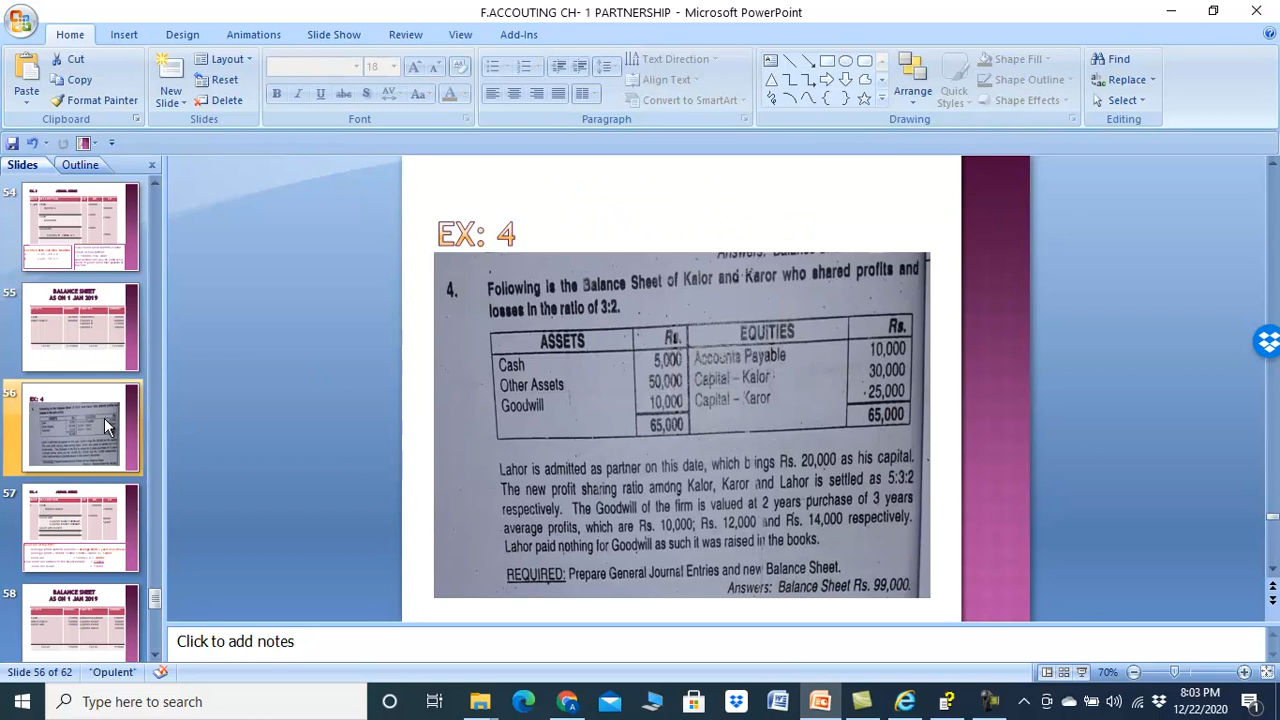 F.ACCOUTING CH- 1 PARTNERSHIP - Microsoft PowerPoint
Home Insert Design Animations Slide Show Review View Add-Ins
Cut
Copy
Format Painter
Paste
Clipboard
New Slide
Layout
Reset
Delete
Slides
18
Font
Text Direction
Align Text
Convert to SmartArt
Paragraph
Arrange
Quick Styles
Shape Fill
Shape Outline
Shape Effects
Drawing
Find
Replace
Select
Editing
Slides Outline
54
55
BALANCE SHEET
AS ON 1 JAN 2019
56
EX: 4
57
58
BALANCE SHEET
AS ON 1 JAN 2019
EX: 4
4. Following is the Balance Sheet of Kalor and Karor who shared profits and
losses in the ratio of 3:2.
ASSETS Rs. EQUITIES Rs.
Cash 5,000 Accounts Payable 10,000
Other Assets 50,000 Capital – Kalor 30,000
Goodwill 10,000 Capital – Karor 25,000
65,000 65,000
Lahor is admitted as partner on this date, which brings Rs. 20,000 as his capital.
The new profit sharing ratio among Kalor, Karor and Lahor is settled as 5:3:2
respectively. The Goodwill of the firm is valued at 2 years purchase of 3 years
average profits, which are Rs. 10,000; Rs. 12,000 and Rs. 14,000 respectively.
Lahor paid nothing for Goodwill as such it was raised in the books.
REQUIRED: Prepare General Journal Entries and new Balance Sheet.
Answers: Balance Sheet Rs. 99,000
Click to add notes
Slide 56 of 62 "Opulent" 70%
Type here to search
8:03 PM
12/22/2020